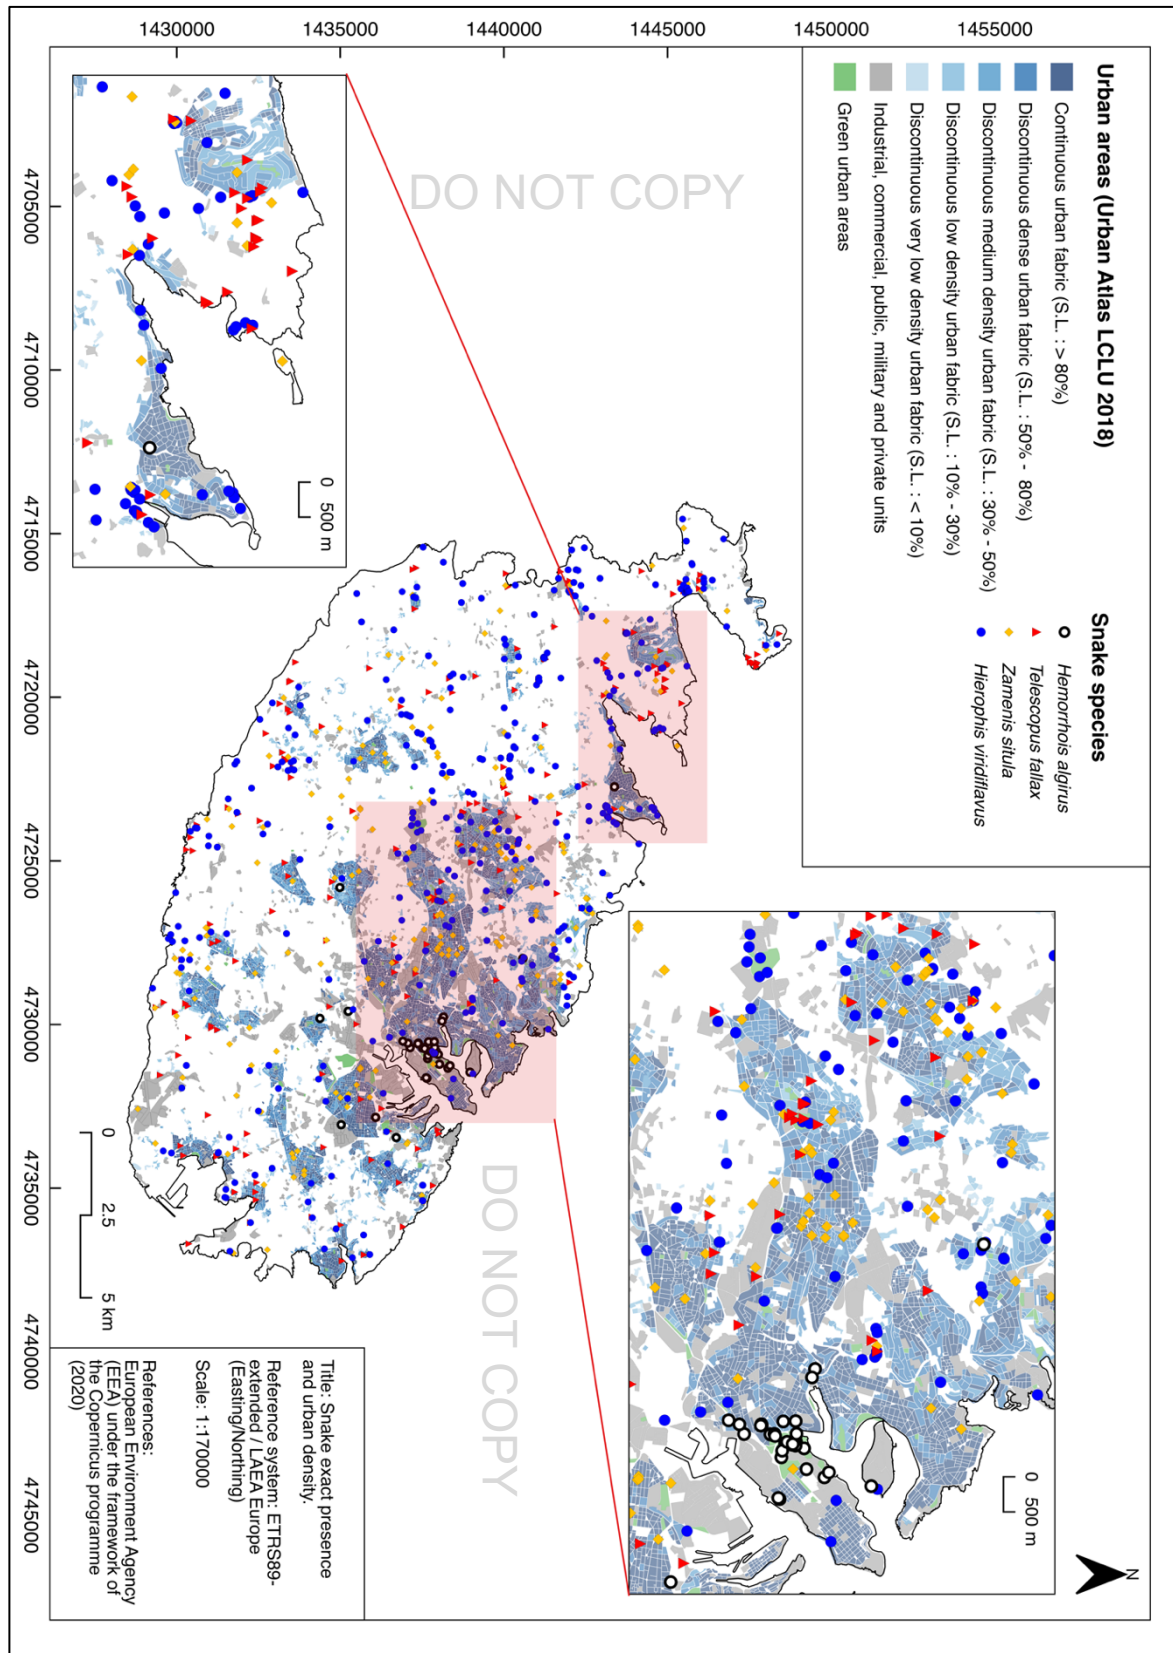 Urban areas (Urban Atlas LCLU 2018)
Continuous urban fabric (S.L. : > 80%)
Discontinuous dense urban fabric (S.L. : 50% - 80%)
Discontinuous medium density urban fabric (S.L. : 30% - 50%)
Discontinuous low density urban fabric (S.L. : 10% - 30%)
Discontinuous very low density urban fabric (S.L. : < 10%)
Industrial, commercial, public, military and private units
Green urban areas
Snake species
Hemorrhois algirus
Telescopus fallax
Zamenis situla
Hierophis viridiflavus
N
1455000
1450000
1445000
1440000
1435000
1430000
4705000
4710000
4715000
4720000
4725000
4730000
4735000
4740000
4745000
DO NOT COPY
DO NOT COPY
0 500 m
0 500 m
0 2.5 5 km
Title: Snake exact presence
and urban density.
Reference system: ETRS89-
extended / LAEA Europe
(Easting/Northing)
Scale: 1:170000
References:
European Environment Agency
(EEA) under the framework of
the Copernicus programme
(2020)